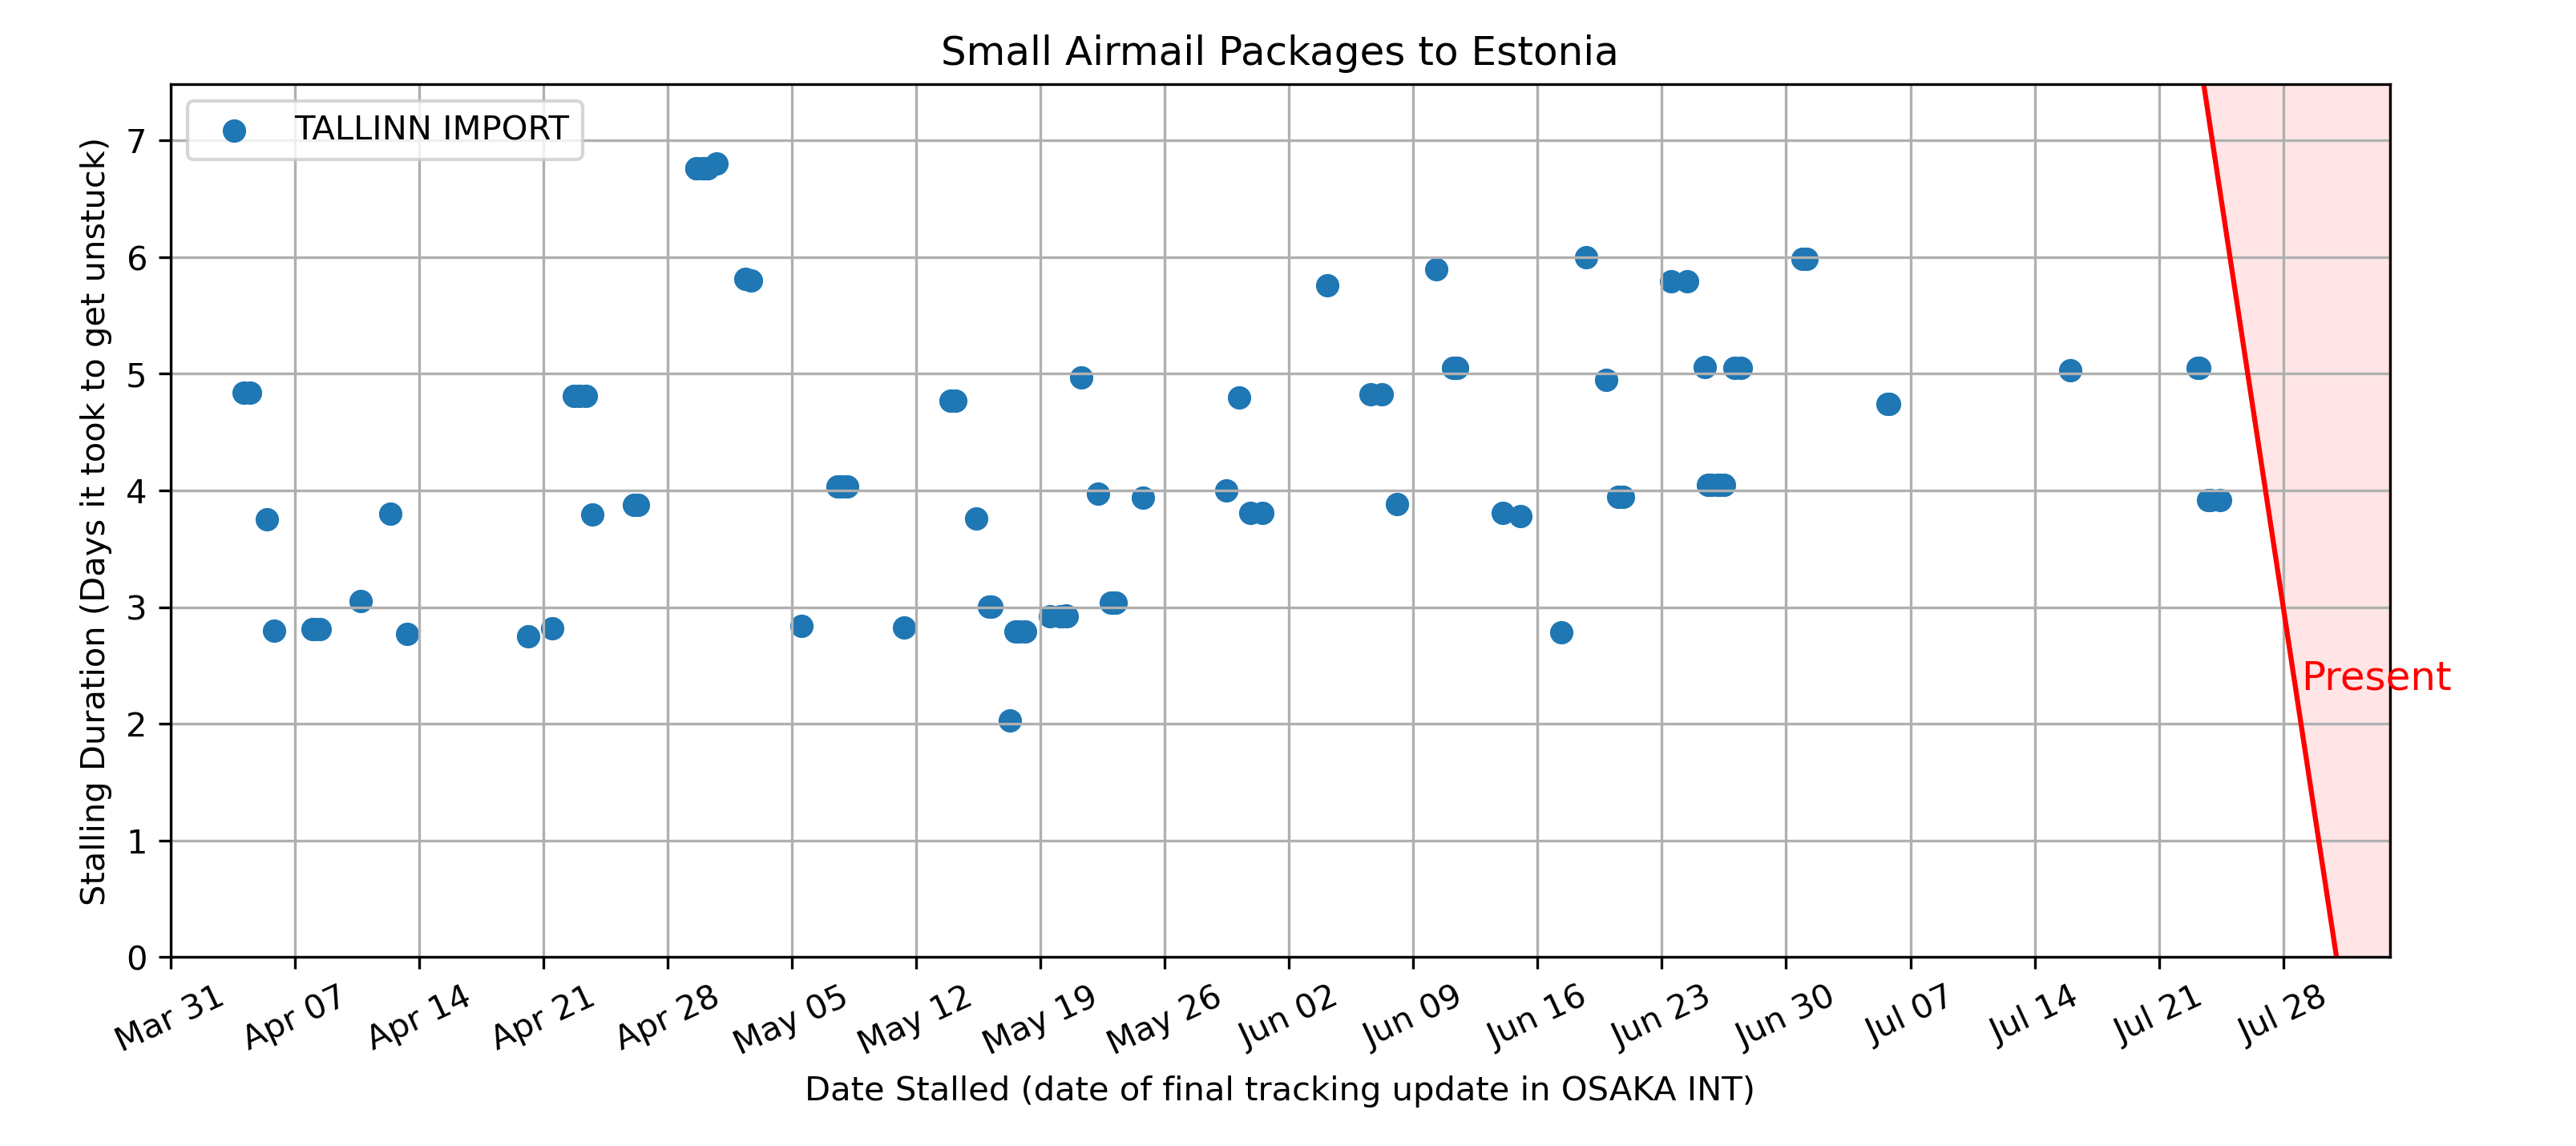 Small Airmail Packages to Estonia
TALLINN IMPORT
Stalling Duration (Days it took to get unstuck)
7
6
5
4
3
2
1
0
Present
Mar 31
Apr 07
Apr 14
Apr 21
Apr 28
May 05
May 12
May 19
May 26
Jun 02
Jun 09
Jun 16
Jun 23
Jun 30
Jul 07
Jul 14
Jul 21
Jul 28
Date Stalled (date of final tracking update in OSAKA INT)